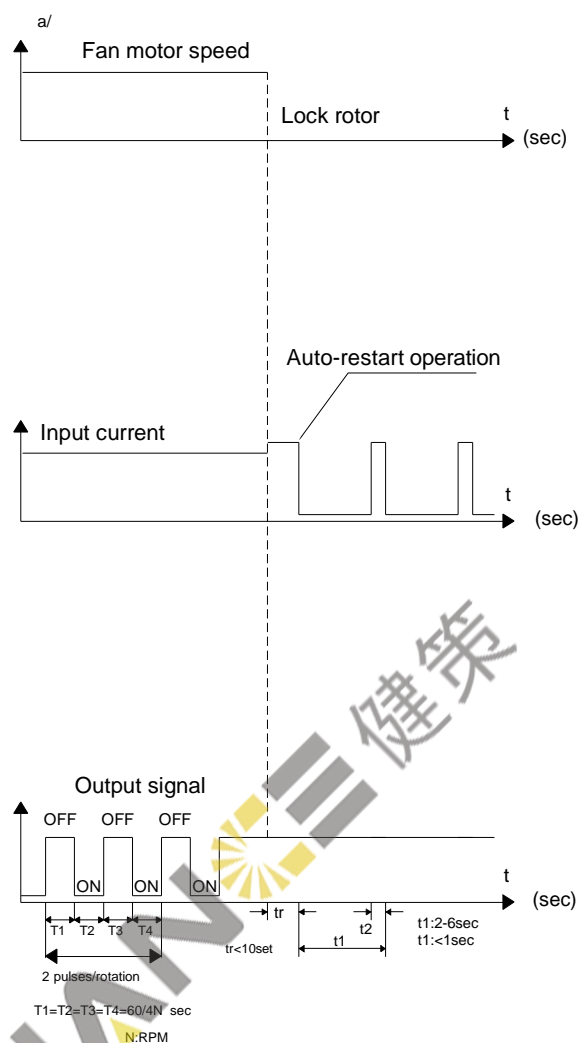 a/
Fan motor speed
Lock rotor
t
(sec)
Auto-restart operation
Input current
t
(sec)
健策
Output signal
OFF OFF OFF
ON ON ON
t
(sec)
T1 T2 T3 T4
tr
t2
t1
t1:2-6sec
t1:<1sec
tr<10set
2 pulses/rotation
T1=T2=T3=T4=60/4N sec
N:RPM